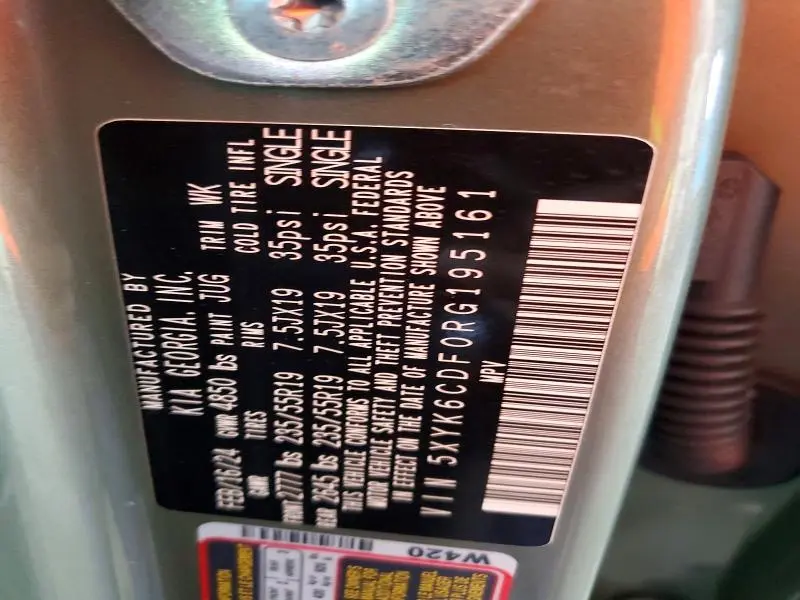 MANUFACTURED BY
KIA GEORGIA, INC.
FEB/16/24 GVWR 4850 lbs PAINT JUG TRIM WK
GAWR TIRES RIMS COLD TIRE INFL
FRONT 2777 lbs 235/55R19 7.5JX19 35psi SINGLE
REAR 2645 lbs 235/55R19 7.5JX19 35psi SINGLE
THIS VEHICLE CONFORMS TO ALL APPLICABLE U.S.A. FEDERAL
MOTOR VEHICLE SAFETY AND THEFT PREVENTION STANDARDS
IN EFFECT ON THE DATE OF MANUFACTURE SHOWN ABOVE
VIN 5XYK6CDF0RG195161
MPV
W420